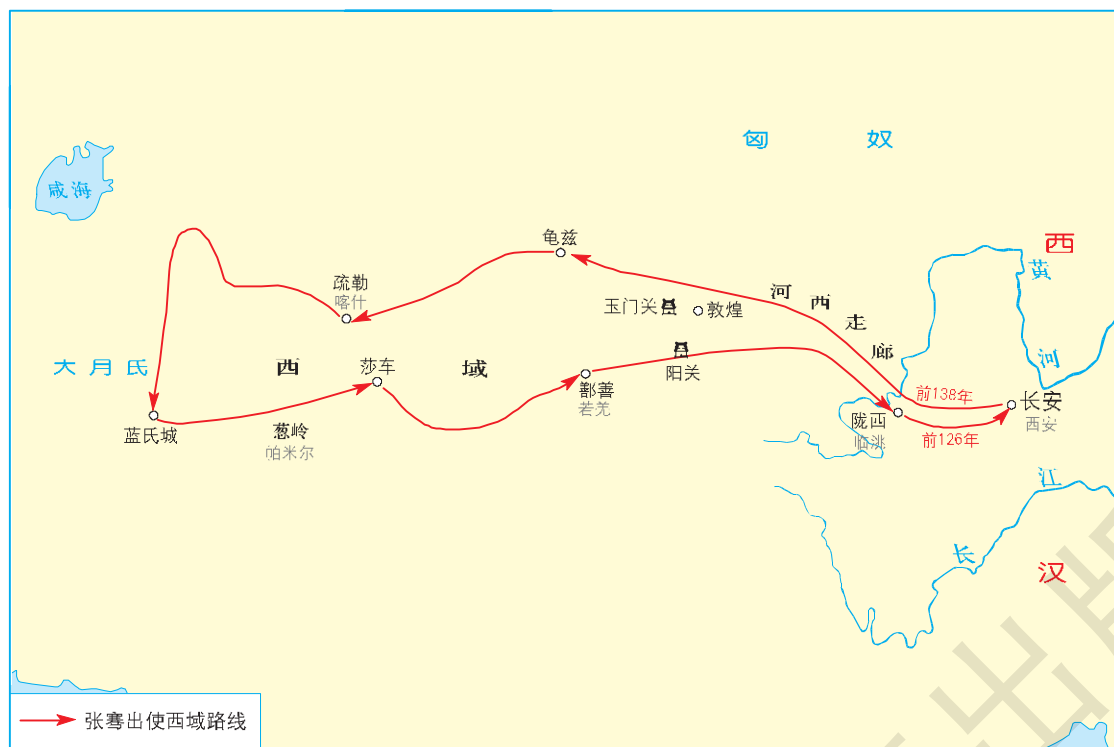 匈奴
咸海
西
黄
龟兹
疏勒
喀什
河西走廊
玉门关
敦煌
河
大月氏
西域
莎车
阳关
鄯善
若羌
前138年
长安
西安
蓝氏城
葱岭
帕米尔
陇西
临洮
前126年
江
长
汉
张骞出使西域路线
出版